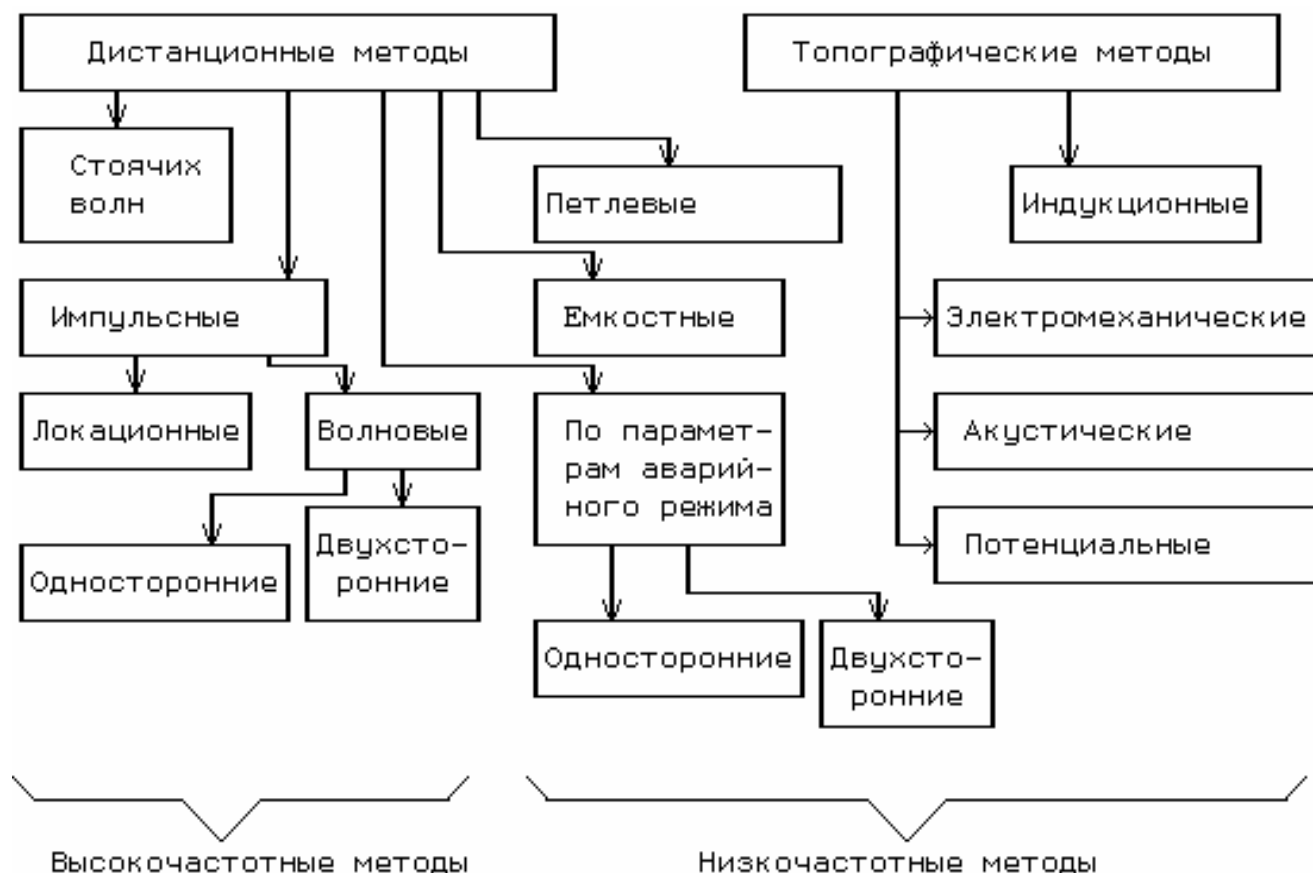 Дистанционные методы
Топографические методы
Стоячих
волн
Петлевые
Индукционные
Импульсные
Емкостные
Электромеханические
Локационные
Волновые
По парамет-
рам аварий-
ного режима
Акустические
Односторонние
Двухсто-
ронние
Потенциальные
Односторонние
Двухсто-
ронние
Высокочастотные методы
Низкочастотные методы